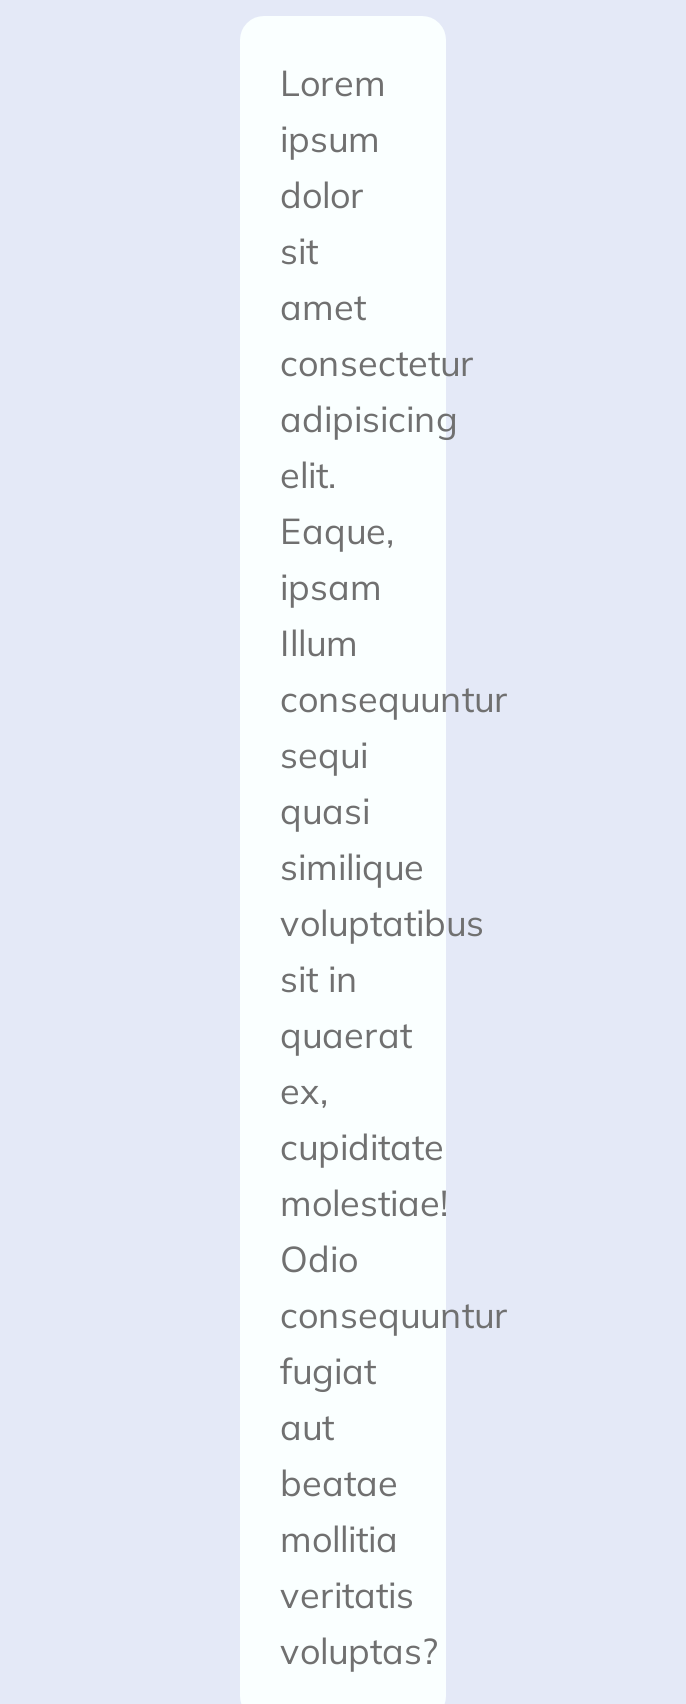 Lorem
ipsum
dolor
sit
amet
consectetur
adipisicing
elit.
Eaque,
ipsam
Illum
consequuntur
sequi
quasi
similique
voluptatibus
sit in
quaerat
ex,
cupiditate
molestiae!
Odio
consequuntur
fugiat
aut
beatae
mollitia
veritatis
voluptas?